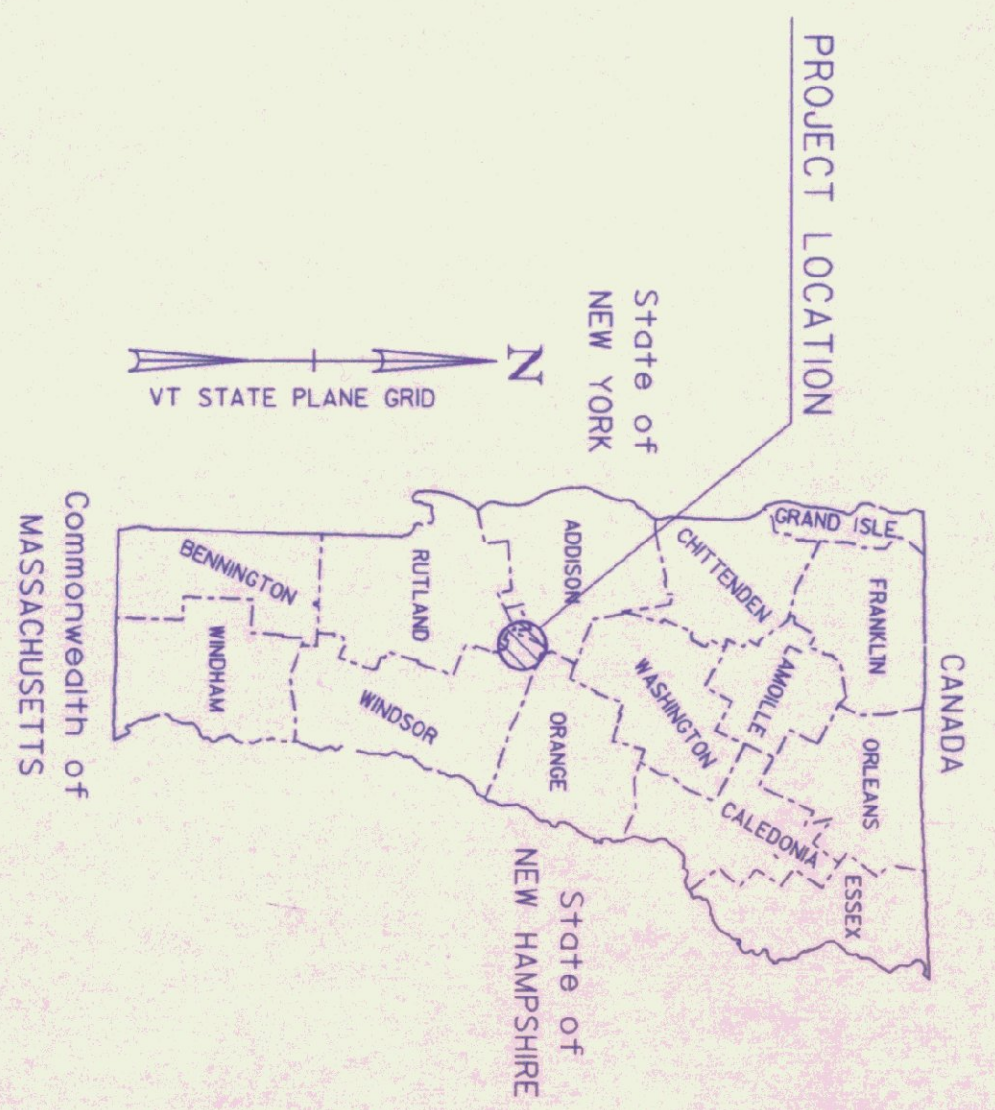 PROJECT LOCATION
CANADA
GRAND ISLE
FRANKLIN
ORLEANS
ESSEX
CHITTENDEN
LAMOILLE
CALEDONIA
WASHINGTON
State of
NEW YORK
ADDISON
ORANGE
State of
NEW HAMPSHIRE
N
VT STATE PLANE GRID
RUTLAND
WINDSOR
BENNINGTON
WINDHAM
Commonwealth of
MASSACHUSETTS